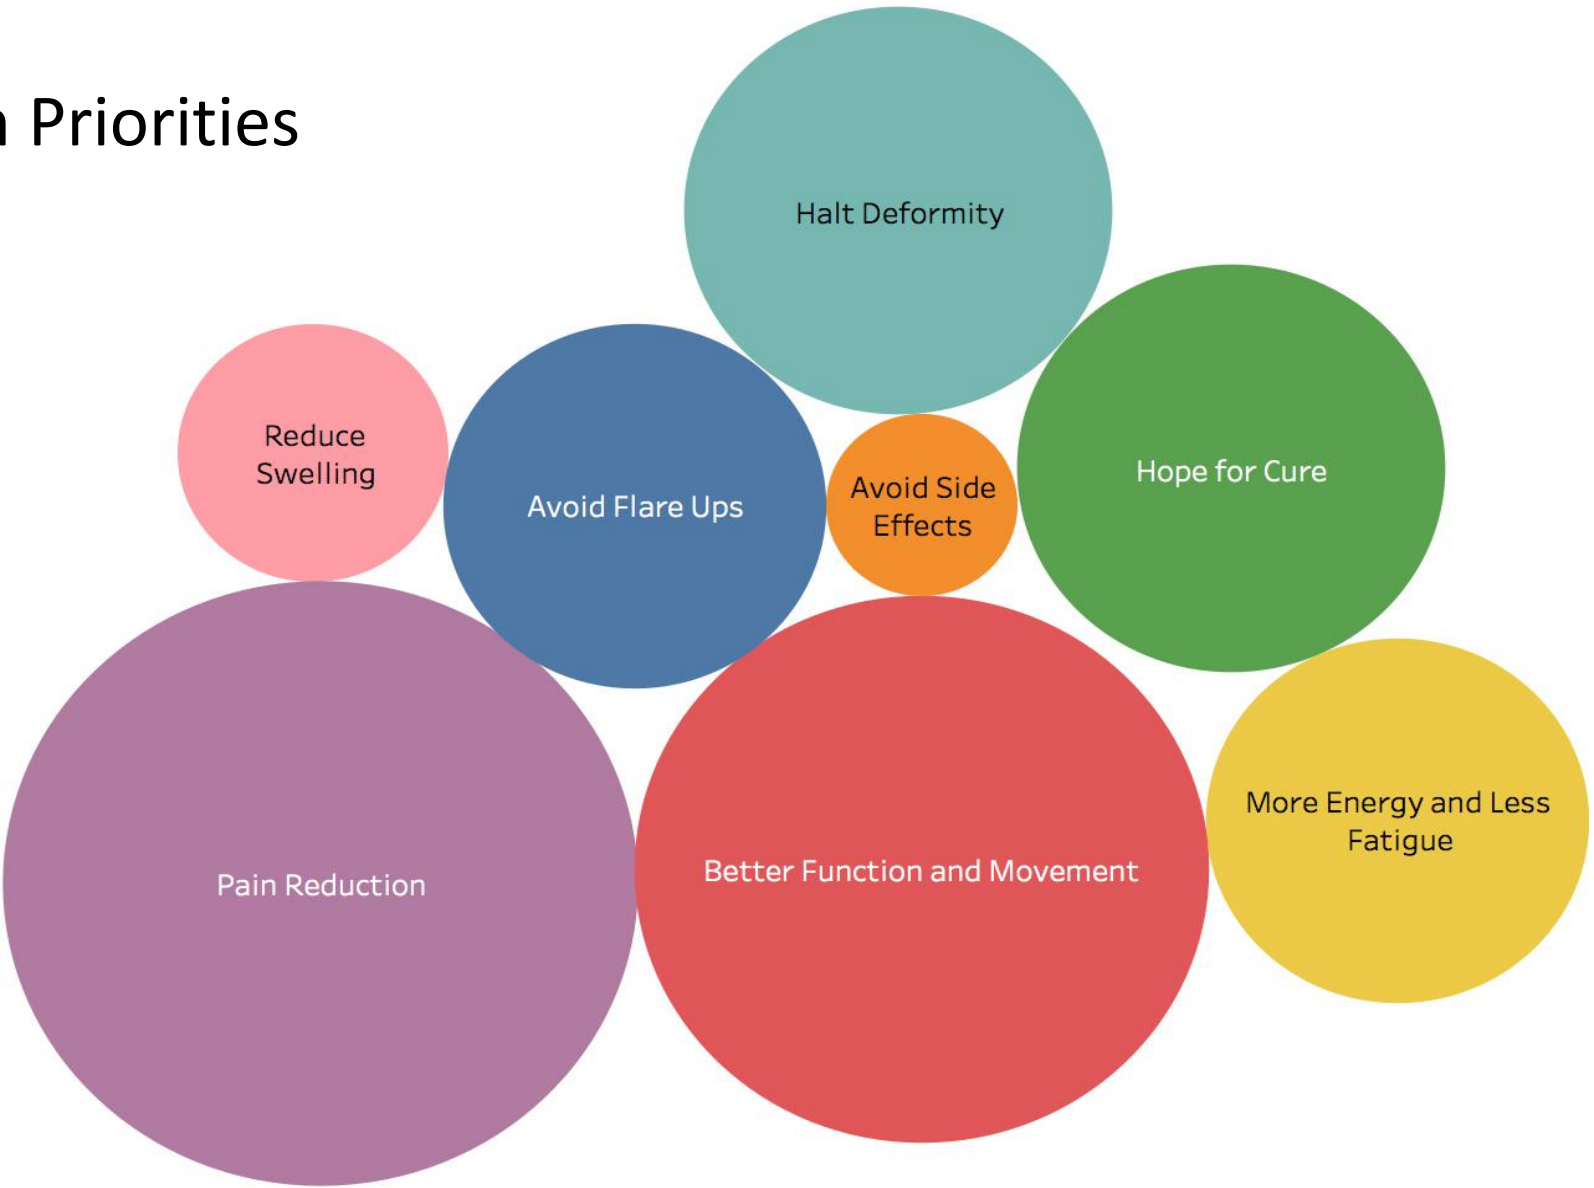 Priorities
Halt Deformity
Hope for Cure
Reduce
Swelling
Avoid Flare Ups
Avoid Side
Effects
More Energy and Less
Fatigue
Pain Reduction
Better Function and Movement